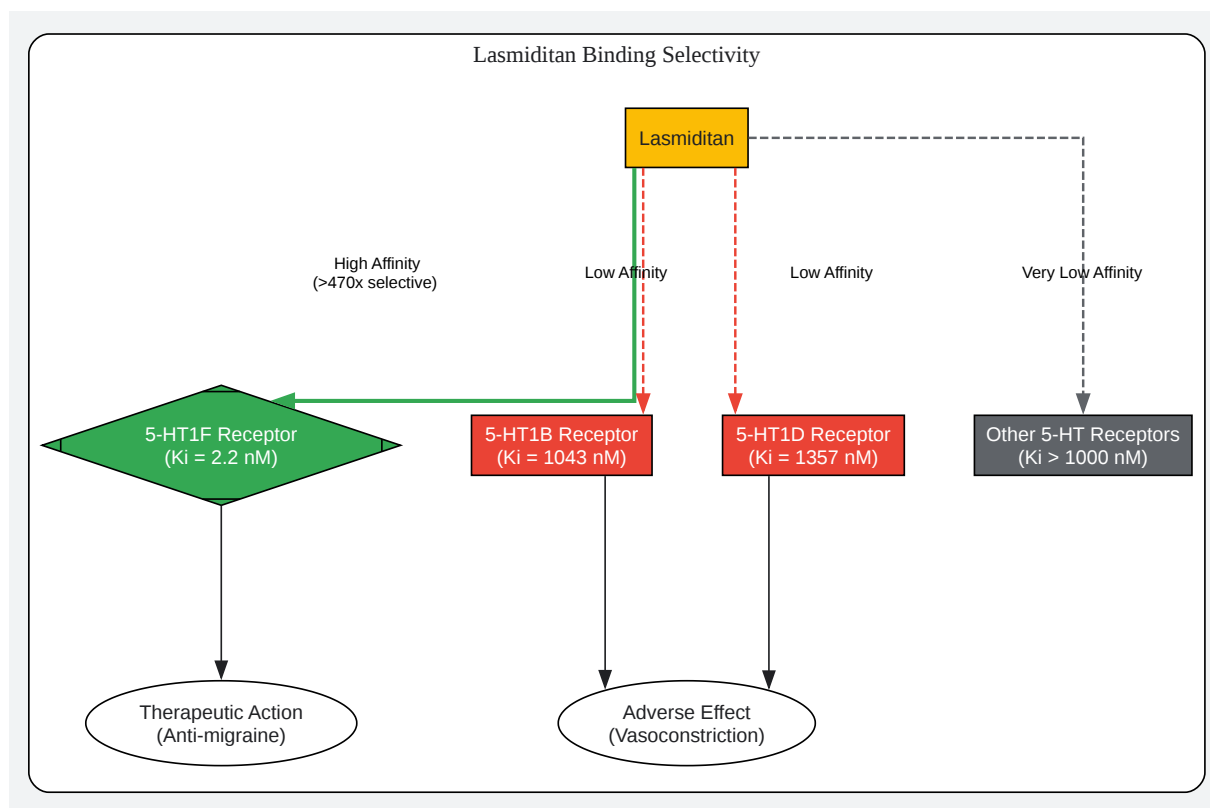 Lasmiditan Binding Selectivity
Lasmiditan
High Affinity
(>470x selective)
Low Affinity
Low Affinity
Very Low Affinity
5-HT1F Receptor
(Ki = 2.2 nM)
5-HT1B Receptor
(Ki = 1043 nM)
5-HT1D Receptor
(Ki = 1357 nM)
Other 5-HT Receptors
(Ki > 1000 nM)
Therapeutic Action
(Anti-migraine)
Adverse Effect
(Vasoconstriction)